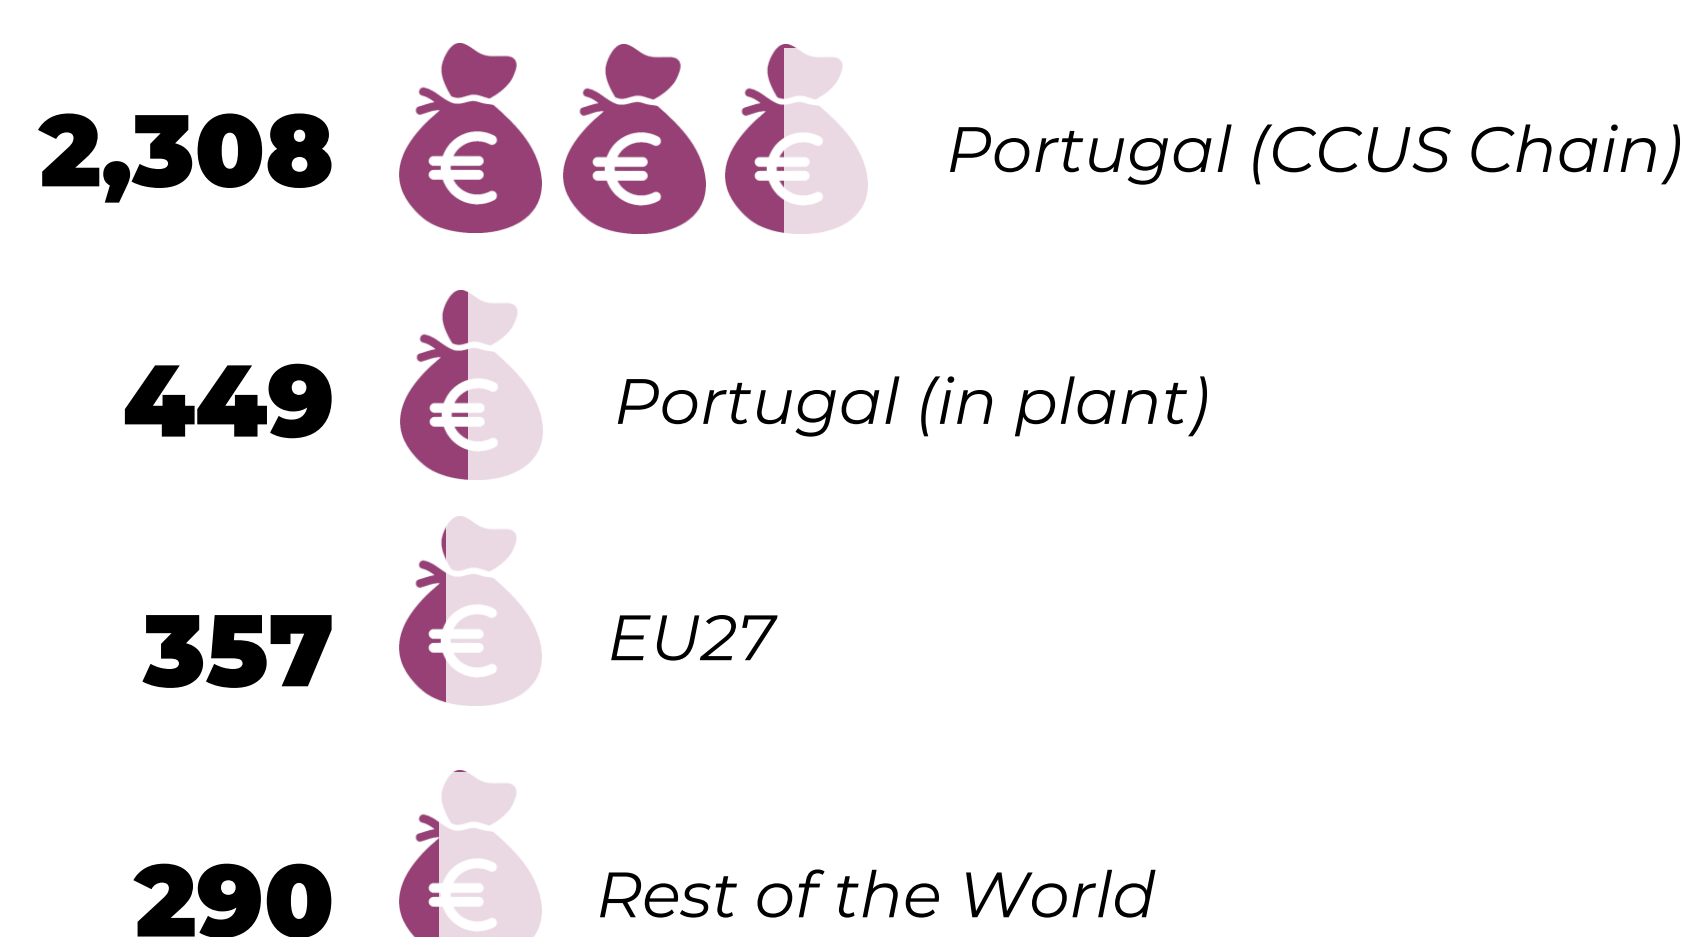 2,308 € € € Portugal (CCUS Chain)
449 € Portugal (in plant)
357 € EU27
290 € Rest of the World